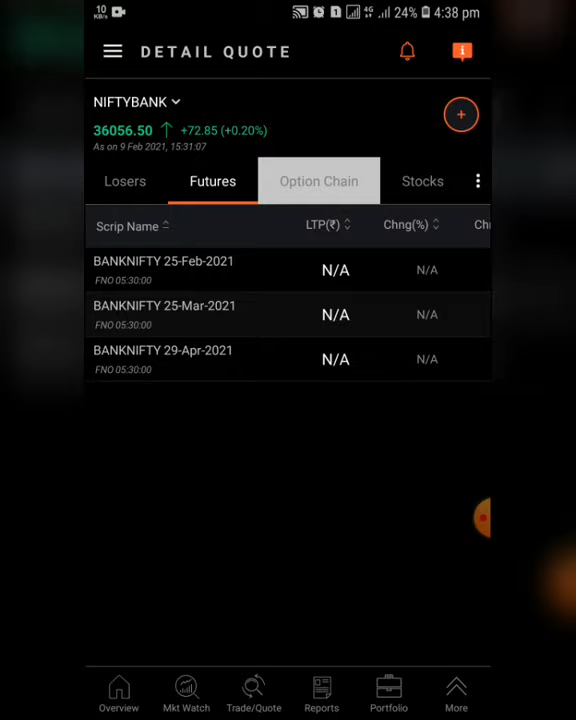 10
KB/s
1
4G
24%
4:38 pm
DETAIL QUOTE
NIFTYBANK
36056.50 +72.85 (+0.20%)
As on 9 Feb 2021, 15:31:07
Losers Futures Option Chain Stocks
Scrip Name LTP(₹) Chng(%)
BANKNIFTY 25-Feb-2021 N/A N/A
FNO 05:30:00
BANKNIFTY 25-Mar-2021 N/A N/A
FNO 05:30:00
BANKNIFTY 29-Apr-2021 N/A N/A
FNO 05:30:00
Overview Mkt Watch Trade/Quote Reports Portfolio More